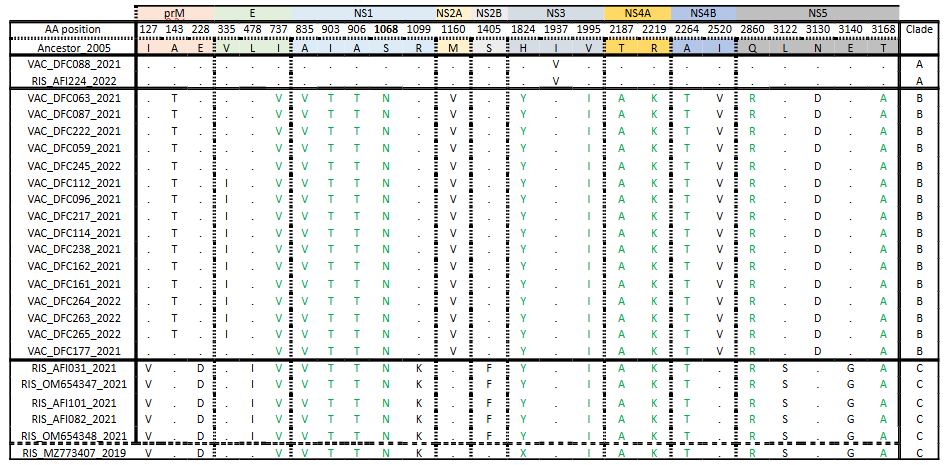 prM E NS1 NS2A NS2B NS3 NS4A NS4B NS5
AA position 127 143 228 335 478 737 835 903 906 1068 1099 1160 1405 1824 1937 1995 2187 2219 2264 2520 2860 3122 3130 3140 3168 Clade
Ancestor_2005 I A E V L I A I A S R M S H I V T R A I Q L N E T
VAC_DFC088_2021 . . . . . . . . . . . . . . V . . . . . . . . . . A
RIS_AFI224_2022 . . . . . . . . . . . . . . V . . . . . . . . . . A
VAC_DFC063_2021 . T . . . V V T T N . V . Y . I A K T V R . D . A B
VAC_DFC087_2021 . T . . . V V T T N . V . Y . I A K T V R . D . A B
VAC_DFC222_2021 . T . . . V V T T N . V . Y . I A K T V R . D . A B
VAC_DFC059_2021 . T . . . V V T T N . V . Y . I A K T V R . D . A B
VAC_DFC245_2022 . T . . . V V T T N . V . Y . I A K T V R . D . A B
VAC_DFC112_2021 . T . I . V V T T N . V . Y . I A K T V R . D . A B
VAC_DFC096_2021 . T . I . V V T T N . V . Y . I A K T V R . D . A B
VAC_DFC217_2021 . T . I . V V T T N . V . Y . I A K T V R . D . A B
VAC_DFC114_2021 . T . I . V V T T N . V . Y . I A K T V R . D . A B
VAC_DFC238_2021 . T . I . V V T T N . V . Y . I A K T V R . D . A B
VAC_DFC162_2021 . T . I . V V T T N . V . Y . I A K T V R . D . A B
VAC_DFC161_2021 . T . I . V V T T N . V . Y . I A K T V R . D . A B
VAC_DFC264_2022 . T . I . V V T T N . V . Y . I A K T V R . D . A B
VAC_DFC263_2022 . T . I . V V T T N . V . Y . I A K T V R . D . A B
VAC_DFC265_2022 . T . I . V V T T N . V . Y . I A K T V R . D . A B
VAC_DFC177_2021 . . . . . V V T T N . V . Y . I A K T V R . D . A B
RIS_AFI031_2021 V . D . I V V T T N K . F Y . I A K T . R S . G A C
RIS_OM654347_2021 V . D . I V V T T N K . F Y . I A K T . R S . G A C
RIS_AFI101_2021 V . D . I V V T T N K . F Y . I A K T . R S . G A C
RIS_AFI082_2021 V . D . I V V T T N K . F Y . I A K T . R S . G A C
RIS_OM654348_2021 V . D . I V V T T N K . F Y . I A K T . R S . G A C
RIS_MZ773407_2019 V . D . . V V T T N K . . X . I A K T . R . . . A C